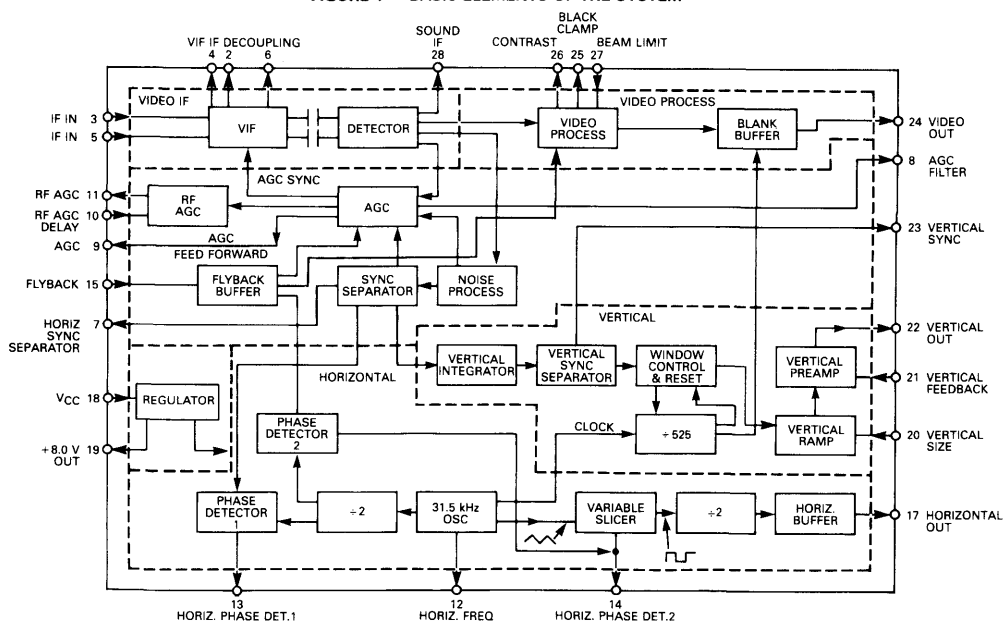 BLACK
CLAMP
SOUND
IF
28
VIF IF DECOUPLING
4 2 6
CONTRAST
26
25
BEAM LIMIT
27
VIDEO IF
VIDEO PROCESS
IF IN 3
IF IN 5
VIF
DETECTOR
VIDEO
PROCESS
BLANK
BUFFER
24 VIDEO
OUT
8 AGC
FILTER
AGC SYNC
RF AGC 11
RF AGC 10
DELAY
RF
AGC
AGC
AGC 9
AGC
FEED FORWARD
23 VERTICAL
SYNC
FLYBACK 15
FLYBACK
BUFFER
SYNC
SEPARATOR
NOISE
PROCESS
HORIZ 7
SYNC
SEPARATOR
VERTICAL
22 VERTICAL
OUT
HORIZONTAL
VERTICAL
INTEGRATOR
VERTICAL
SYNC
SEPARATOR
WINDOW
CONTROL
& RESET
VERTICAL
PREAMP
21 VERTICAL
FEEDBACK
VCC 18
REGULATOR
PHASE
DETECTOR
2
CLOCK
÷525
VERTICAL
RAMP
20 VERTICAL
SIZE
+8.0 V 19
OUT
PHASE
DETECTOR
1
÷2
31.5 kHz
OSC
VARIABLE
SLICER
÷2
HORIZ.
BUFFER
17 HORIZONTAL
OUT
13
HORIZ. PHASE DET.1
12
HORIZ. FREQ
14
HORIZ. PHASE DET.2